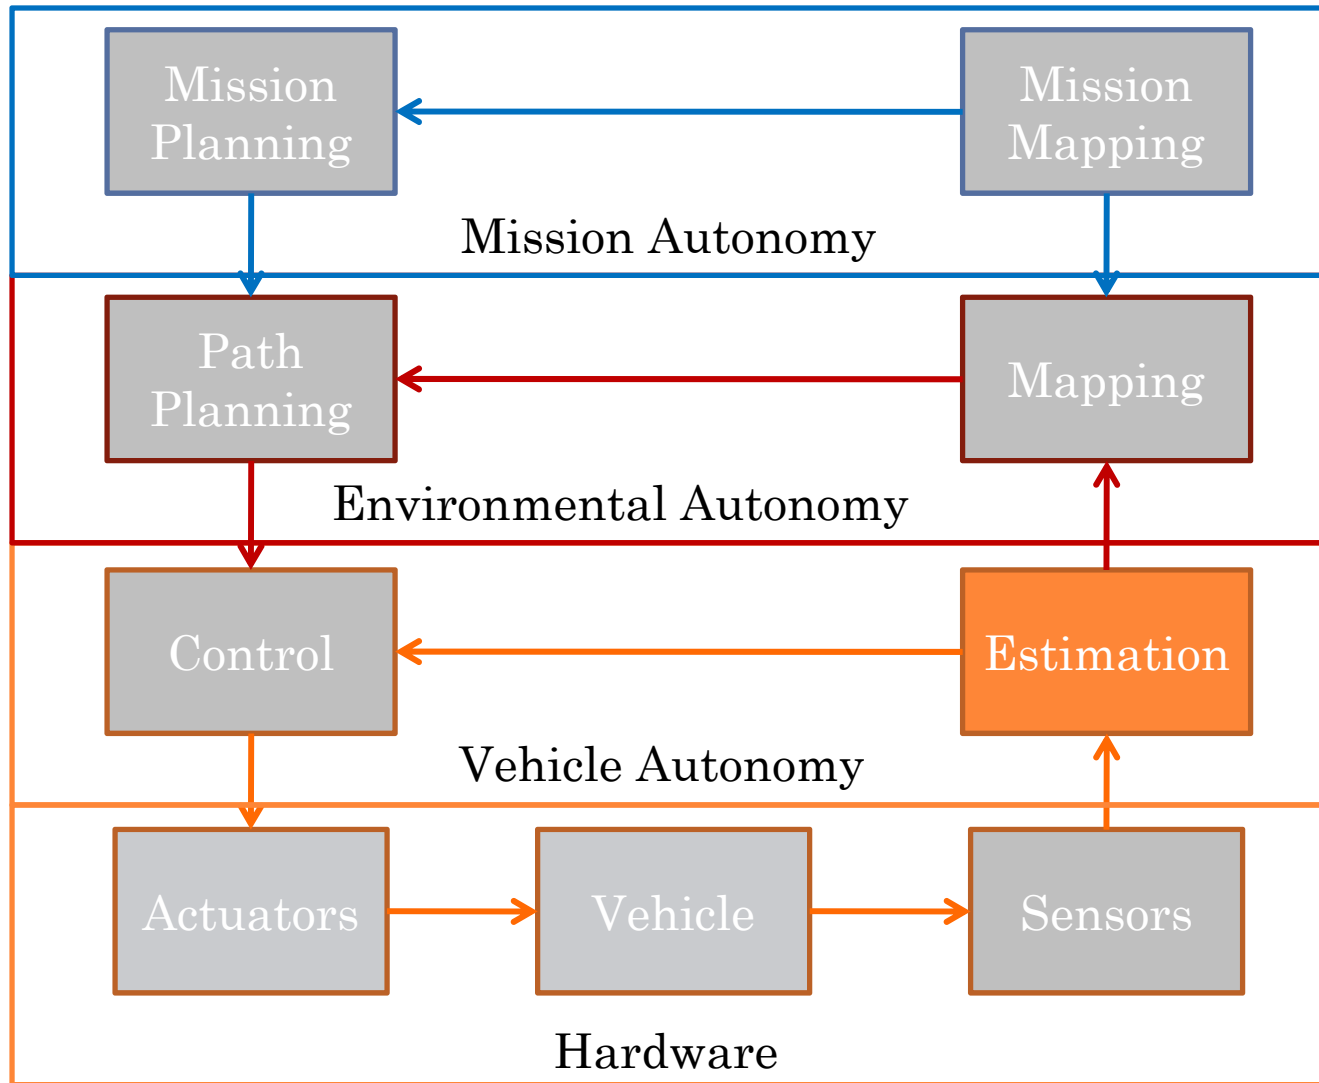 Mission
Planning
Mission
Mapping
Mission Autonomy
Path
Planning
Mapping
Environmental Autonomy
Control
Estimation
Vehicle Autonomy
Actuators
Vehicle
Sensors
Hardware